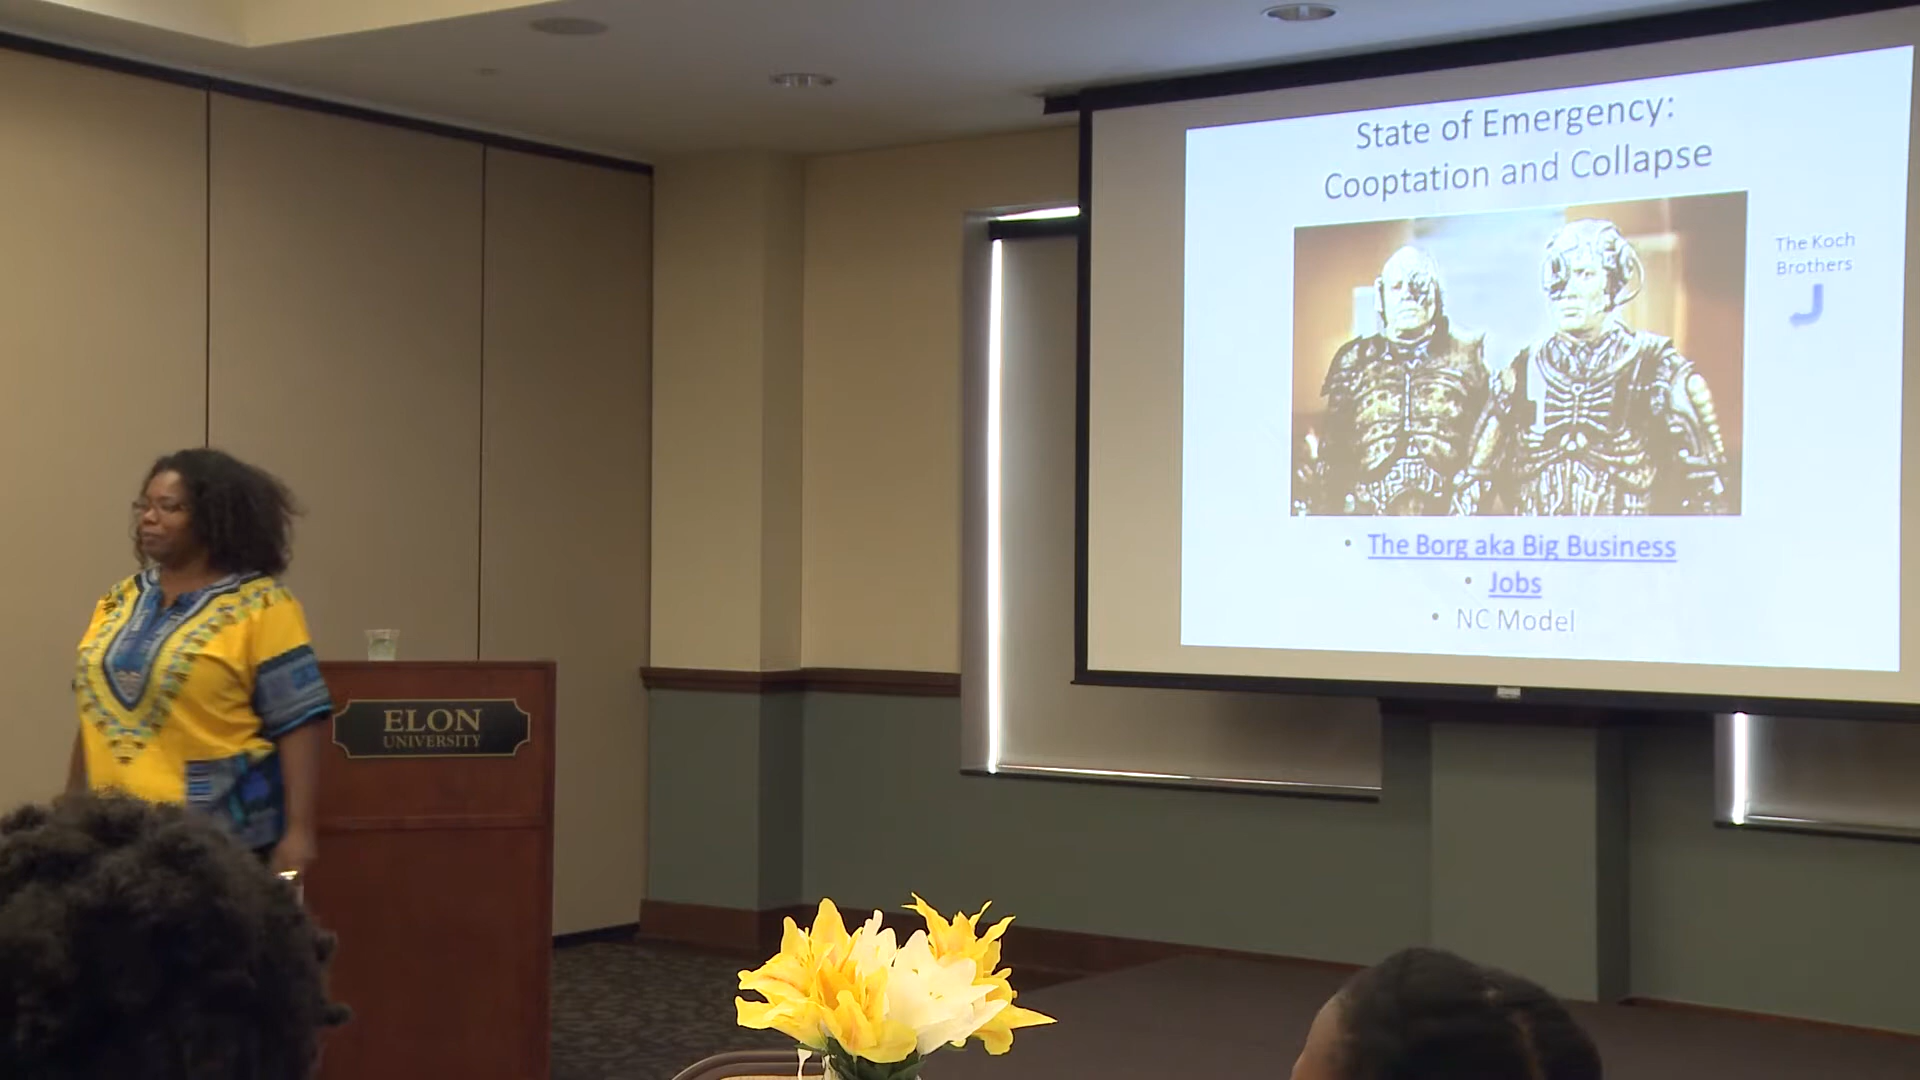 State of Emergency:
Cooptation and Collapse
The Koch
Brothers
• The Borg aka Big Business
• Jobs
• NC Model
ELON
UNIVERSITY